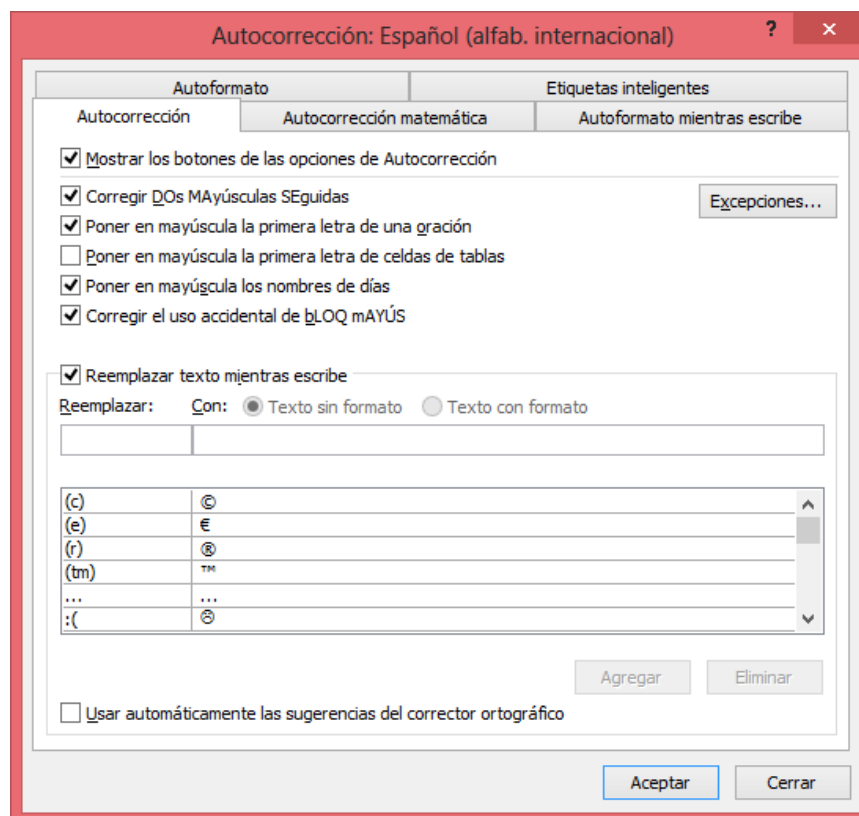 Autocorrección: Español (alfab. internacional) ? ×
Autoformato Etiquetas inteligentes
Autocorrección Autocorrección matemática Autoformato mientras escribe
Mostrar los botones de las opciones de Autocorrección
Corregir DOs MAyúsculas SEguidas Excepciones...
Poner en mayúscula la primera letra de una oración
Poner en mayúscula la primera letra de celdas de tablas
Poner en mayúscula los nombres de días
Corregir el uso accidental de bLOQ mAYÚS
Reemplazar texto mientras escribe
Reemplazar: Con: Texto sin formato Texto con formato
(c) ©
(e) €
(r) ®
(tm) ™
... ...
:( ☹
Agregar Eliminar
Usar automáticamente las sugerencias del corrector ortográfico
Aceptar Cerrar